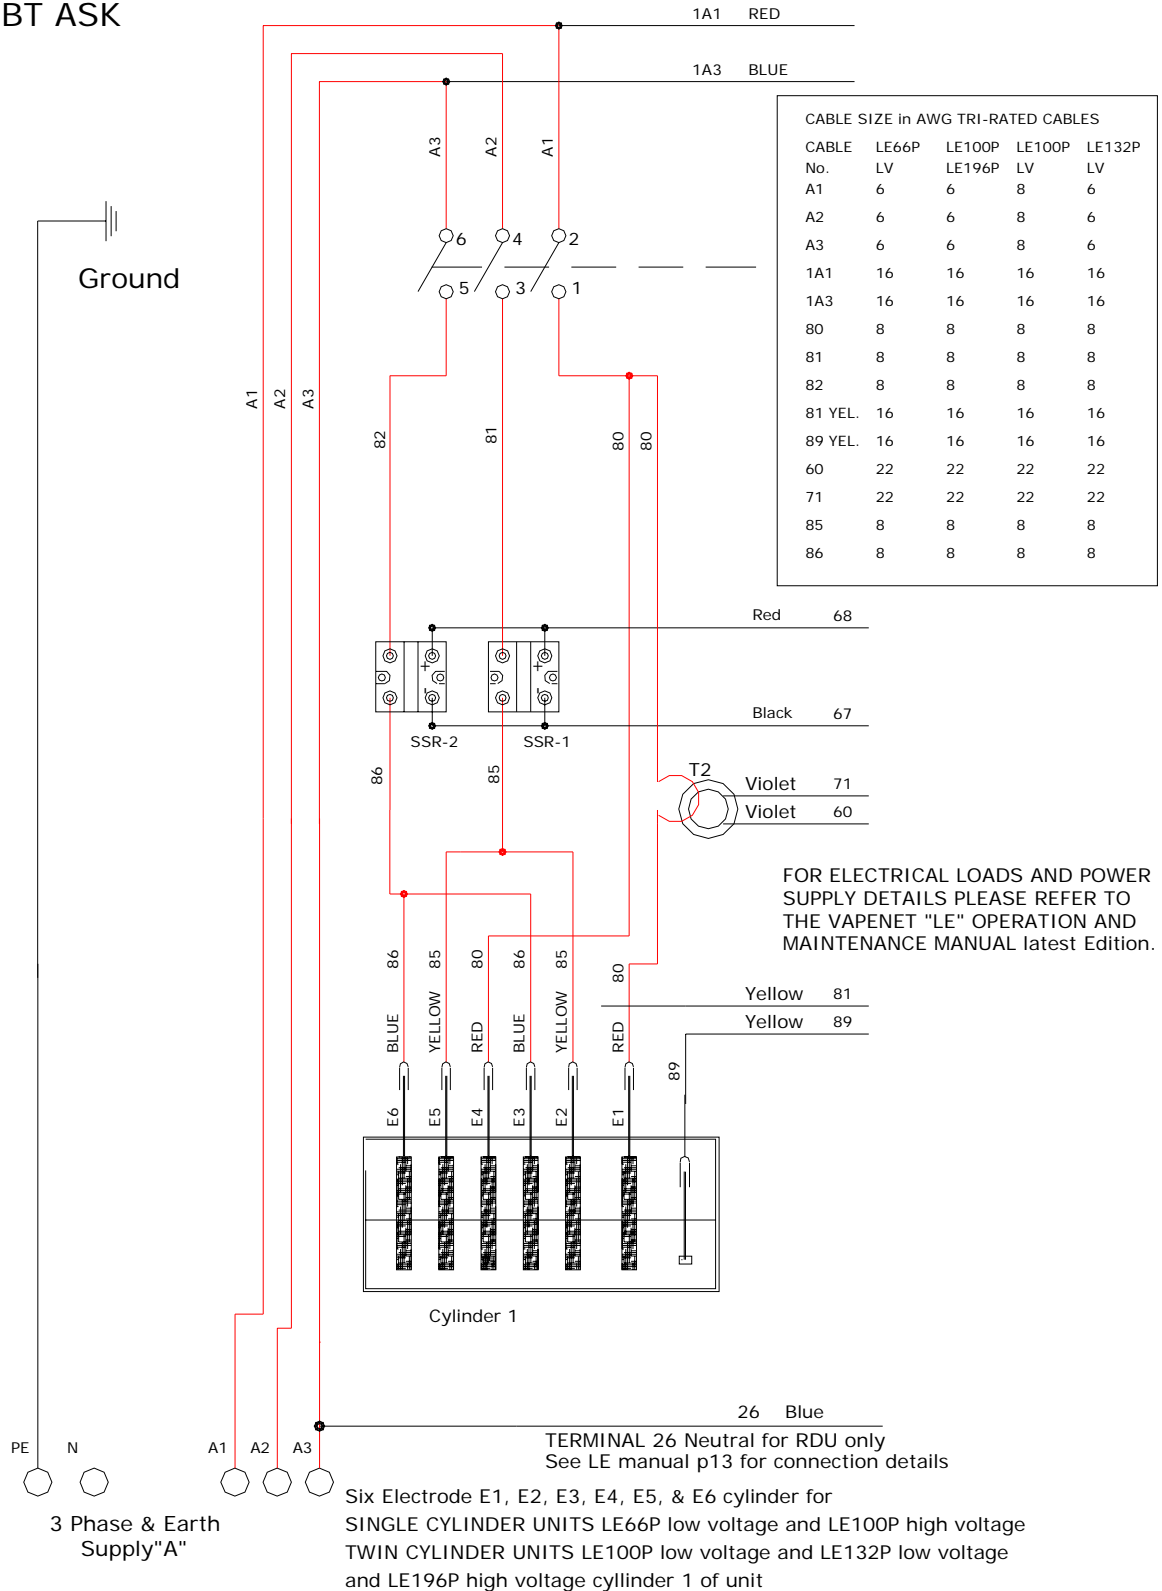 BT ASK
1A1 RED
1A3 BLUE
A3
A2
A1
CABLE SIZE in AWG TRI-RATED CABLES
CABLE LE66P LE100P LE100P LE132P
No. LV LE196P LV LV
A1 6 6 8 6
A2 6 6 8 6
A3 6 6 8 6
1A1 16 16 16 16
1A3 16 16 16 16
80 8 8 8 8
81 8 8 8 8
82 8 8 8 8
81 YEL. 16 16 16 16
89 YEL. 16 16 16 16
60 22 22 22 22
71 22 22 22 22
85 8 8 8 8
86 8 8 8 8
6 4 2
Ground
5 3 1
A1
A2
A3
82
81
80
80
Red 68
+
+
-
-
Black 67
SSR-2
SSR-1
86
85
T2
Violet 71
Violet 60
FOR ELECTRICAL LOADS AND POWER
SUPPLY DETAILS PLEASE REFER TO
THE VAPENET "LE" OPERATION AND
MAINTENANCE MANUAL latest Edition.
86
85
80
86
85
80
Yellow 81
Yellow 89
BLUE
YELLOW
RED
BLUE
YELLOW
RED
89
E6
E5
E4
E3
E2
E1
Cylinder 1
26 Blue
TERMINAL 26 Neutral for RDU only
See LE manual p13 for connection details
PE N A1 A2 A3
3 Phase & Earth
Supply"A"
Six Electrode E1, E2, E3, E4, E5, & E6 cylinder for
SINGLE CYLINDER UNITS LE66P low voltage and LE100P high voltage
TWIN CYLINDER UNITS LE100P low voltage and LE132P low voltage
and LE196P high voltage cyllinder 1 of unit